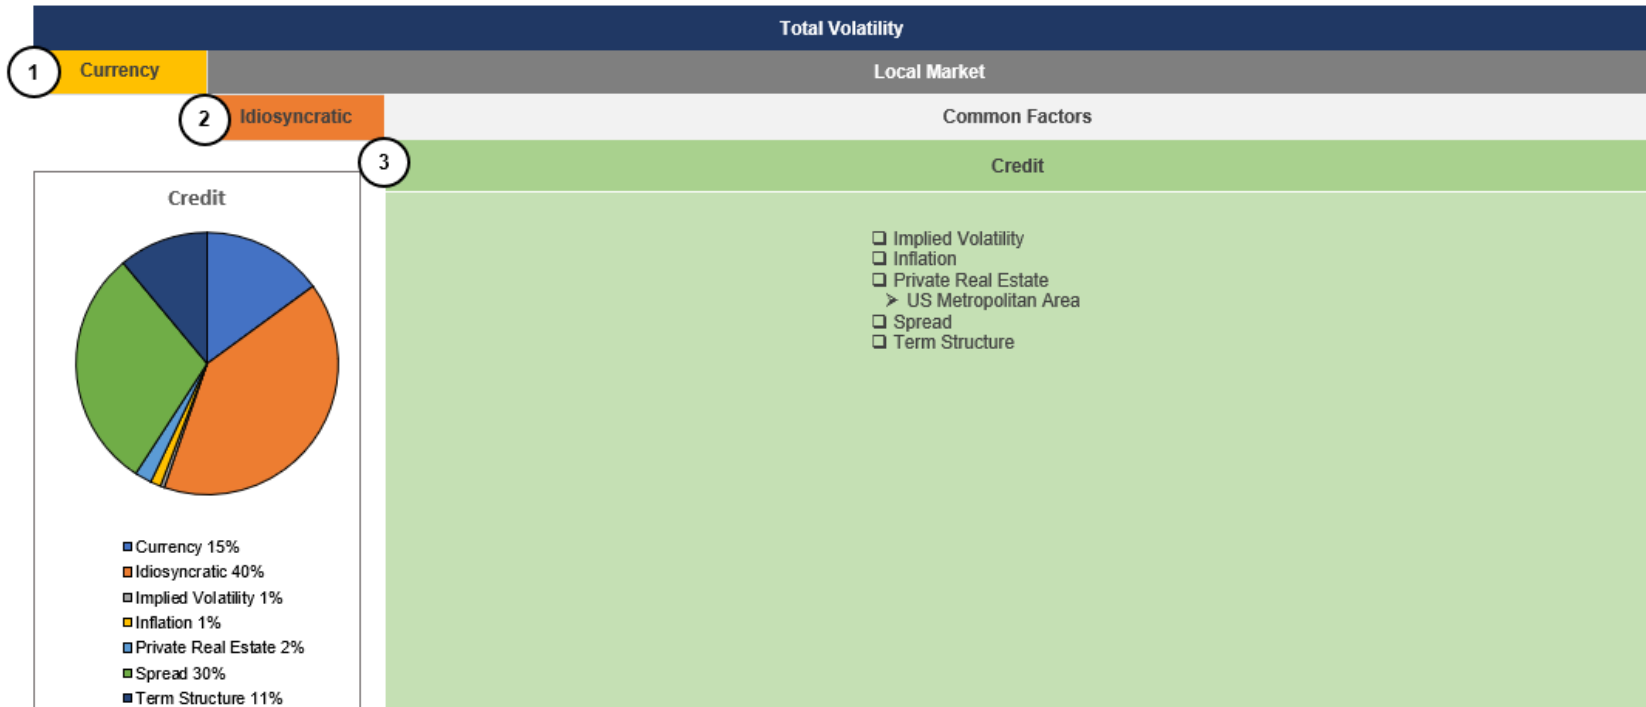 Total Volatility
1 Currency Local Market
2 Idiosyncratic Common Factors
3 Credit
Credit
Currency 15%
Idiosyncratic 40%
Implied Volatility 1%
Inflation 1%
Private Real Estate 2%
Spread 30%
Term Structure 11%
❑ Implied Volatility
❑ Inflation
❑ Private Real Estate
➢ US Metropolitan Area
❑ Spread
❑ Term Structure